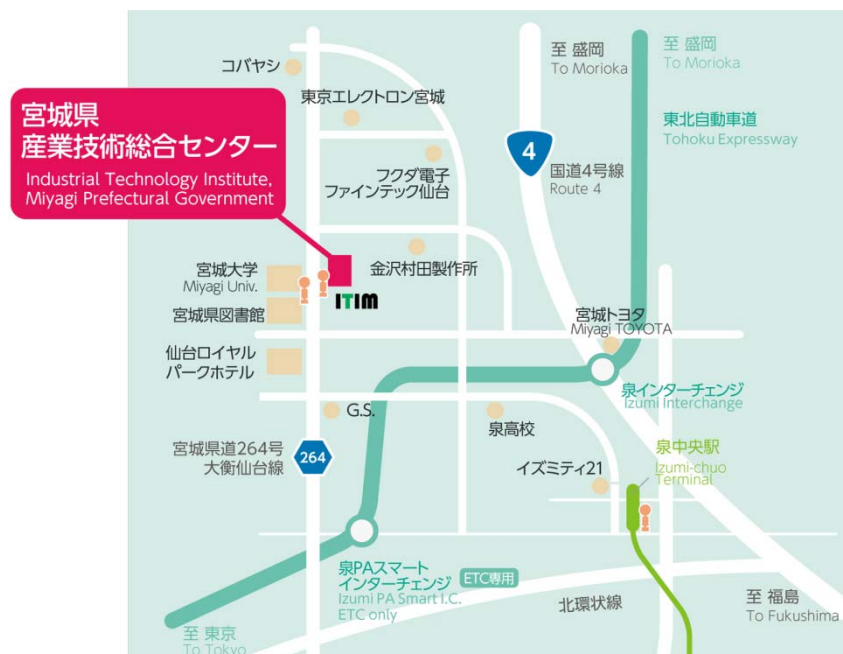 コバヤシ
至 盛岡
To Morioka
至 盛岡
To Morioka
東京エレクトロン宮城
宮城県
産業技術総合センター
Industrial Technology Institute,
Miyagi Prefectural Government
東北自動車道
Tohoku Expressway
4
国道4号線
Route 4
フクダ電子
ファインテック仙台
金沢村田製作所
宮城大学
Miyagi Univ.
ITIM
宮城県図書館
宮城トヨタ
Miyagi TOYOTA
仙台ロイヤル
パークホテル
泉インターチェンジ
Izumi Interchange
G.S.
泉高校
宮城県道264号
大衡仙台線
264
泉中央駅
Izumi-chuo
Terminal
イズミティ21
泉PAスマート
インターチェンジ
ETC専用
Izumi PA Smart I.C.
ETC only
北環状線
至 福島
To Fukushima
至 東京
To Tokyo